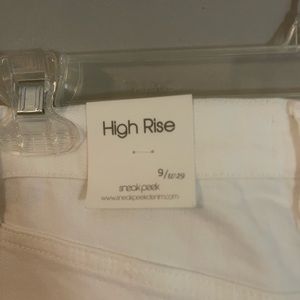 High Rise
9/w29
sneak peek
www.sneakpeekdenim.com